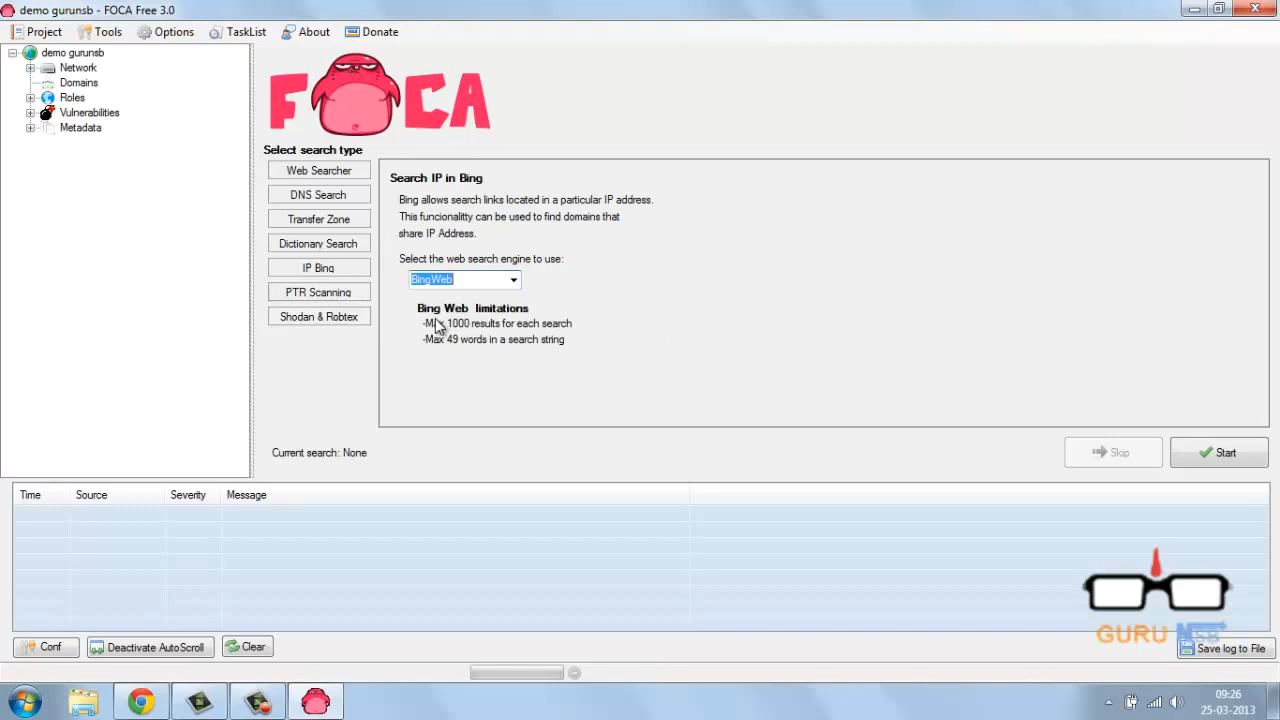 demo gurunsb - FOCA Free 3.0
Project Tools Options TaskList About Donate
demo gurunsb
Network
Domains
Roles
Vulnerabilities
Metadata
FOCA
Select search type
Web Searcher
DNS Search
Transfer Zone
Dictionary Search
IP Bing
PTR Scanning
Shodan & Robtex
Search IP in Bing
Bing allows search links located in a particular IP address.
This funcionalitty can be used to find domains that
share IP Address.
Select the web search engine to use:
BingWeb
Bing Web limitations
-Max 1000 results for each search
-Max 49 words in a search string
Current search: None
Skip
Start
Time Source Severity Message
GURU NSB
Conf
Deactivate AutoScroll
Clear
Save log to File
09:26
25-03-2013